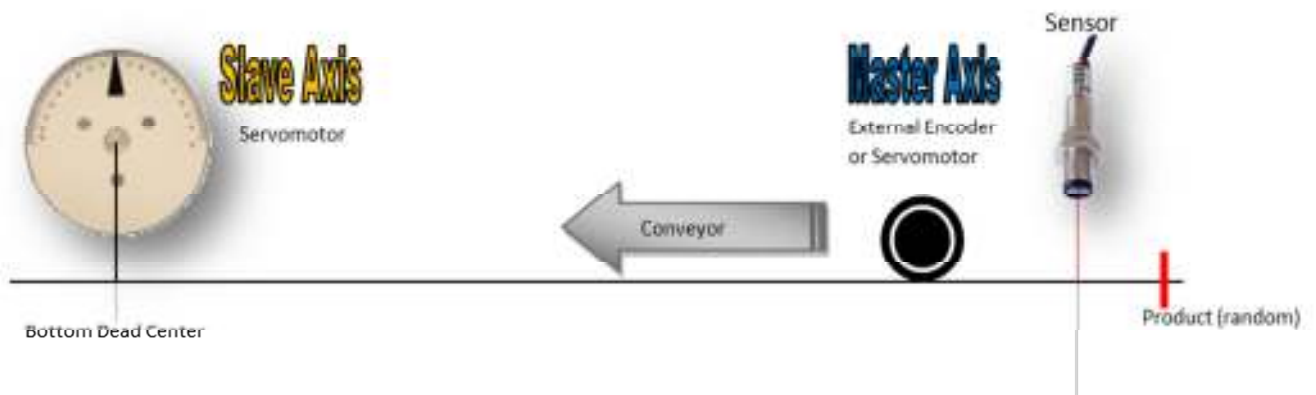 Sensor
Slave Axis
Master Axis
Servomotor
External Encoder
or Servomotor
Conveyor
Product (random)
Bottom Dead Center